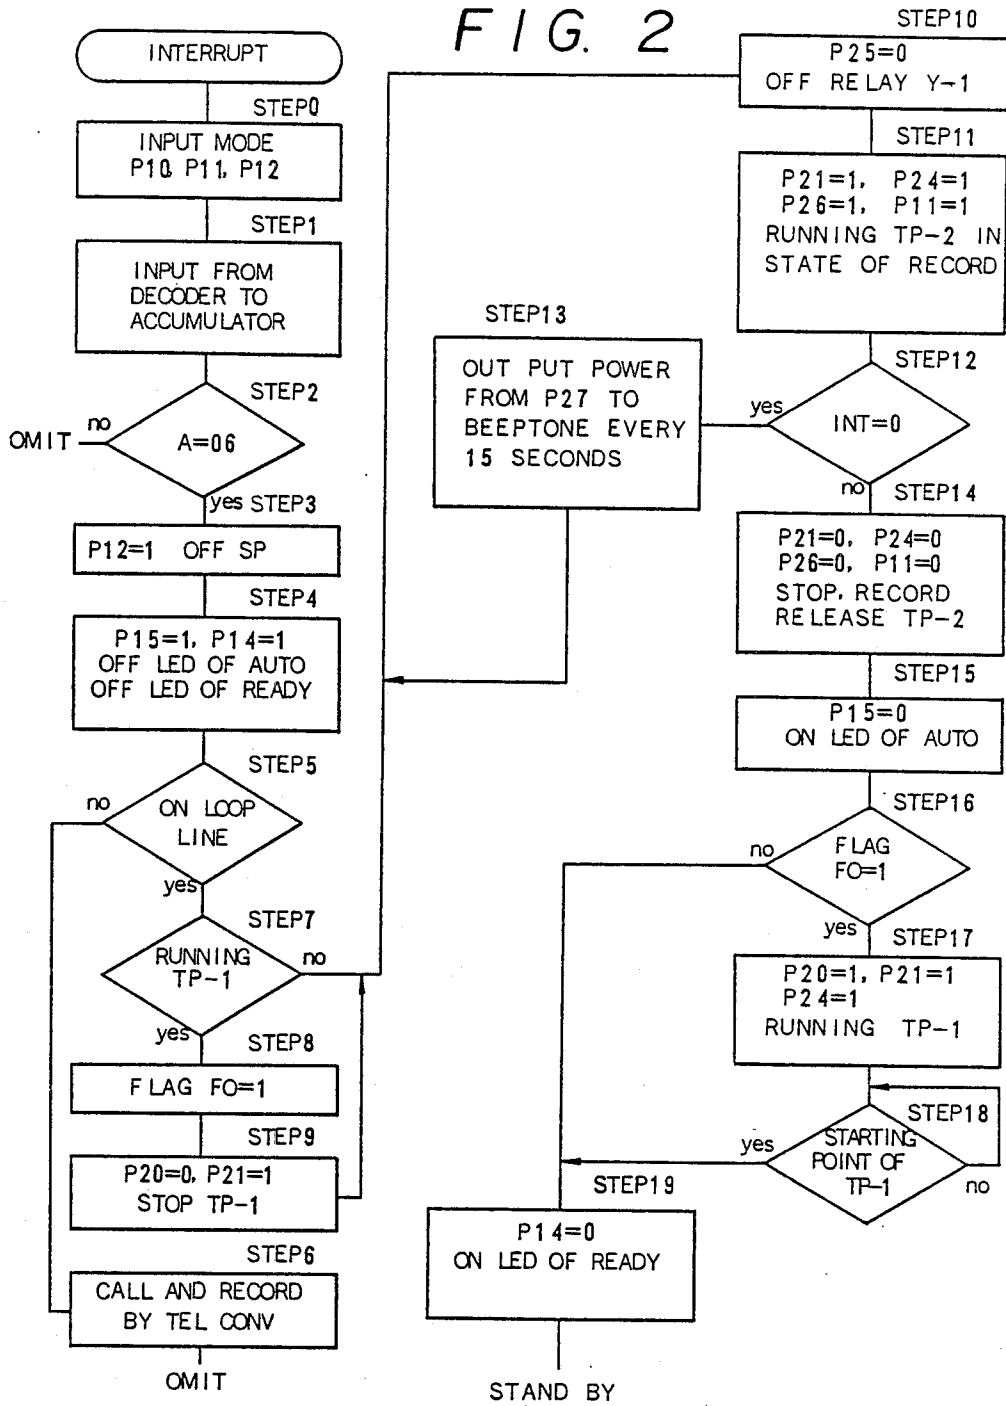 FIG. 2
INTERRUPT
STEP0
INPUT MODE
P10, P11, P12
STEP1
INPUT FROM
DECODER TO
ACCUMULATOR
STEP2
no
OMIT
A=06
yes
STEP3
P12=1 OFF SP
STEP4
P15=1, P14=1
OFF LED OF AUTO
OFF LED OF READY
STEP5
no
ON LOOP
LINE
yes
STEP7
RUNNING
TP-1
no
yes
STEP8
FLAG FO=1
STEP9
P20=0, P21=1
STOP TP-1
STEP6
CALL AND RECORD
BY TEL CONV
OMIT
STEP10
P25=0
OFF RELAY Y-1
STEP11
P21=1, P24=1
P26=1, P11=1
RUNNING TP-2 IN
STATE OF RECORD
STEP13
OUT PUT POWER
FROM P27 TO
BEEPTONE EVERY
15 SECONDS
STEP12
yes
INT=0
no
STEP14
P21=0, P24=0
P26=0, P11=0
STOP, RECORD
RELEASE TP-2
STEP15
P15=0
ON LED OF AUTO
STEP16
no
FLAG
FO=1
yes
STEP17
P20=1, P21=1
P24=1
RUNNING TP-1
STEP18
yes
STARTING
POINT OF
TP-1
no
STEP19
P14=0
ON LED OF READY
STAND BY